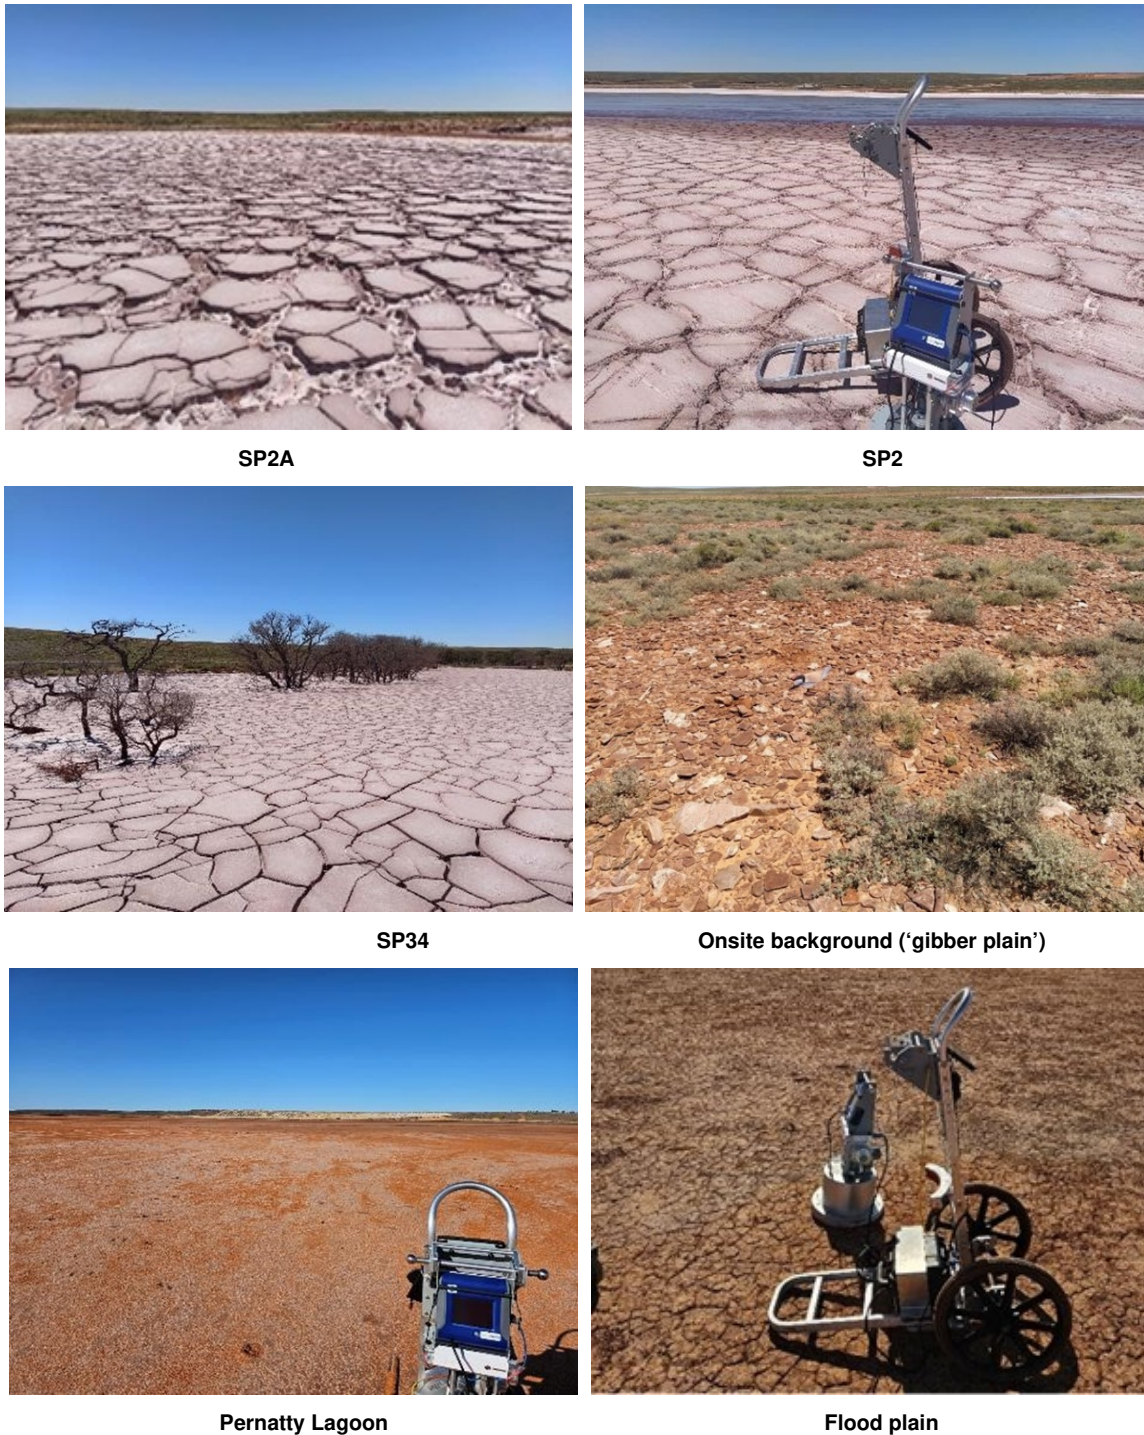 SP2A
SP2
SP34
Onsite background (‘gibber plain’)
Pernatty Lagoon
Flood plain